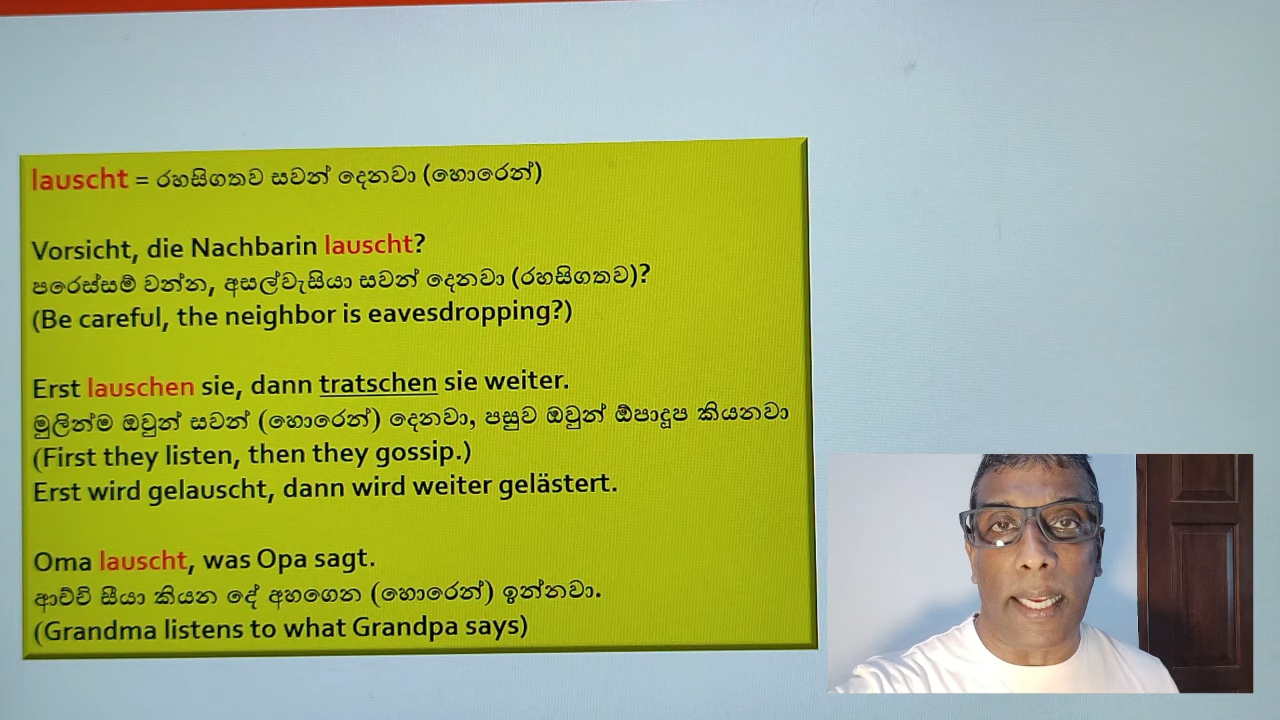 lauscht = රහසිගතව සවන් දෙනවා (හොරෙන්)
Vorsicht, die Nachbarin lauscht?
පරෙස්සම් වන්න, අසල්වැසියා සවන් දෙනවා (රහසිගතව)?
(Be careful, the neighbor is eavesdropping?)
Erst lauschen sie, dann tratschen sie weiter.
මුලින්ම ඔවුන් සවන් (හොරෙන්) දෙනවා, පසුව ඔවුන් ඕපාදූප කියනවා
(First they listen, then they gossip.)
Erst wird gelauscht, dann wird weiter gelästert.
Oma lauscht, was Opa sagt.
ආච්චි සීයා කියන දේ අහගෙන (හොරෙන්) ඉන්නවා.
(Grandma listens to what Grandpa says)